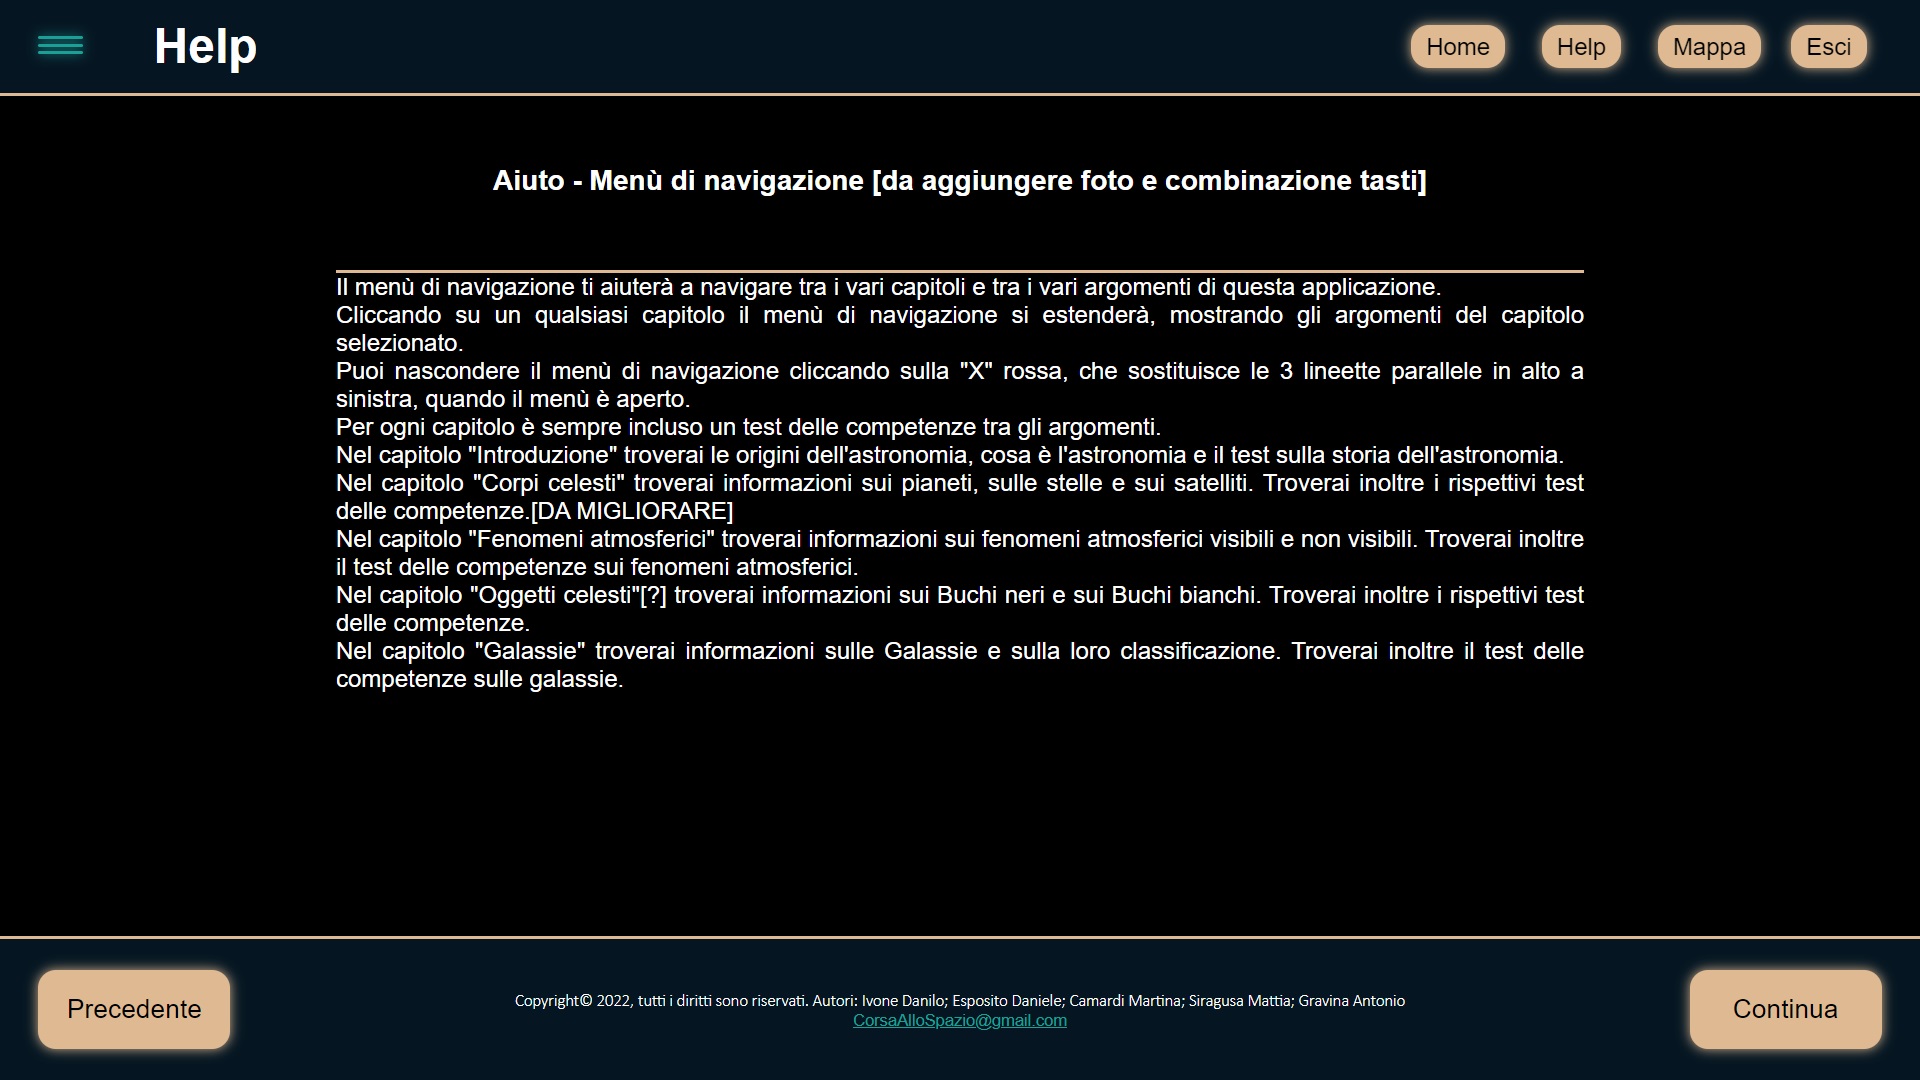 Help
Home
Help
Mappa
Esci
Aiuto - Menù di navigazione [da aggiungere foto e combinazione tasti]
Il menù di navigazione ti aiuterà a navigare tra i vari capitoli e tra i vari argomenti di questa applicazione.
Cliccando su un qualsiasi capitolo il menù di navigazione si estenderà, mostrando gli argomenti del capitolo
selezionato.
Puoi nascondere il menù di navigazione cliccando sulla "X" rossa, che sostituisce le 3 lineette parallele in alto a
sinistra, quando il menù è aperto.
Per ogni capitolo è sempre incluso un test delle competenze tra gli argomenti.
Nel capitolo "Introduzione" troverai le origini dell'astronomia, cosa è l'astronomia e il test sulla storia dell'astronomia.
Nel capitolo "Corpi celesti" troverai informazioni sui pianeti, sulle stelle e sui satelliti. Troverai inoltre i rispettivi test
delle competenze.[DA MIGLIORARE]
Nel capitolo "Fenomeni atmosferici" troverai informazioni sui fenomeni atmosferici visibili e non visibili. Troverai inoltre
il test delle competenze sui fenomeni atmosferici.
Nel capitolo "Oggetti celesti"[?] troverai informazioni sui Buchi neri e sui Buchi bianchi. Troverai inoltre i rispettivi test
delle competenze.
Nel capitolo "Galassie" troverai informazioni sulle Galassie e sulla loro classificazione. Troverai inoltre il test delle
competenze sulle galassie.
Precedente
Copyright© 2022, tutti i diritti sono riservati. Autori: Ivone Danilo; Esposito Daniele; Camardi Martina; Siragusa Mattia; Gravina Antonio
CorsaAlloSpazio@gmail.com
Continua